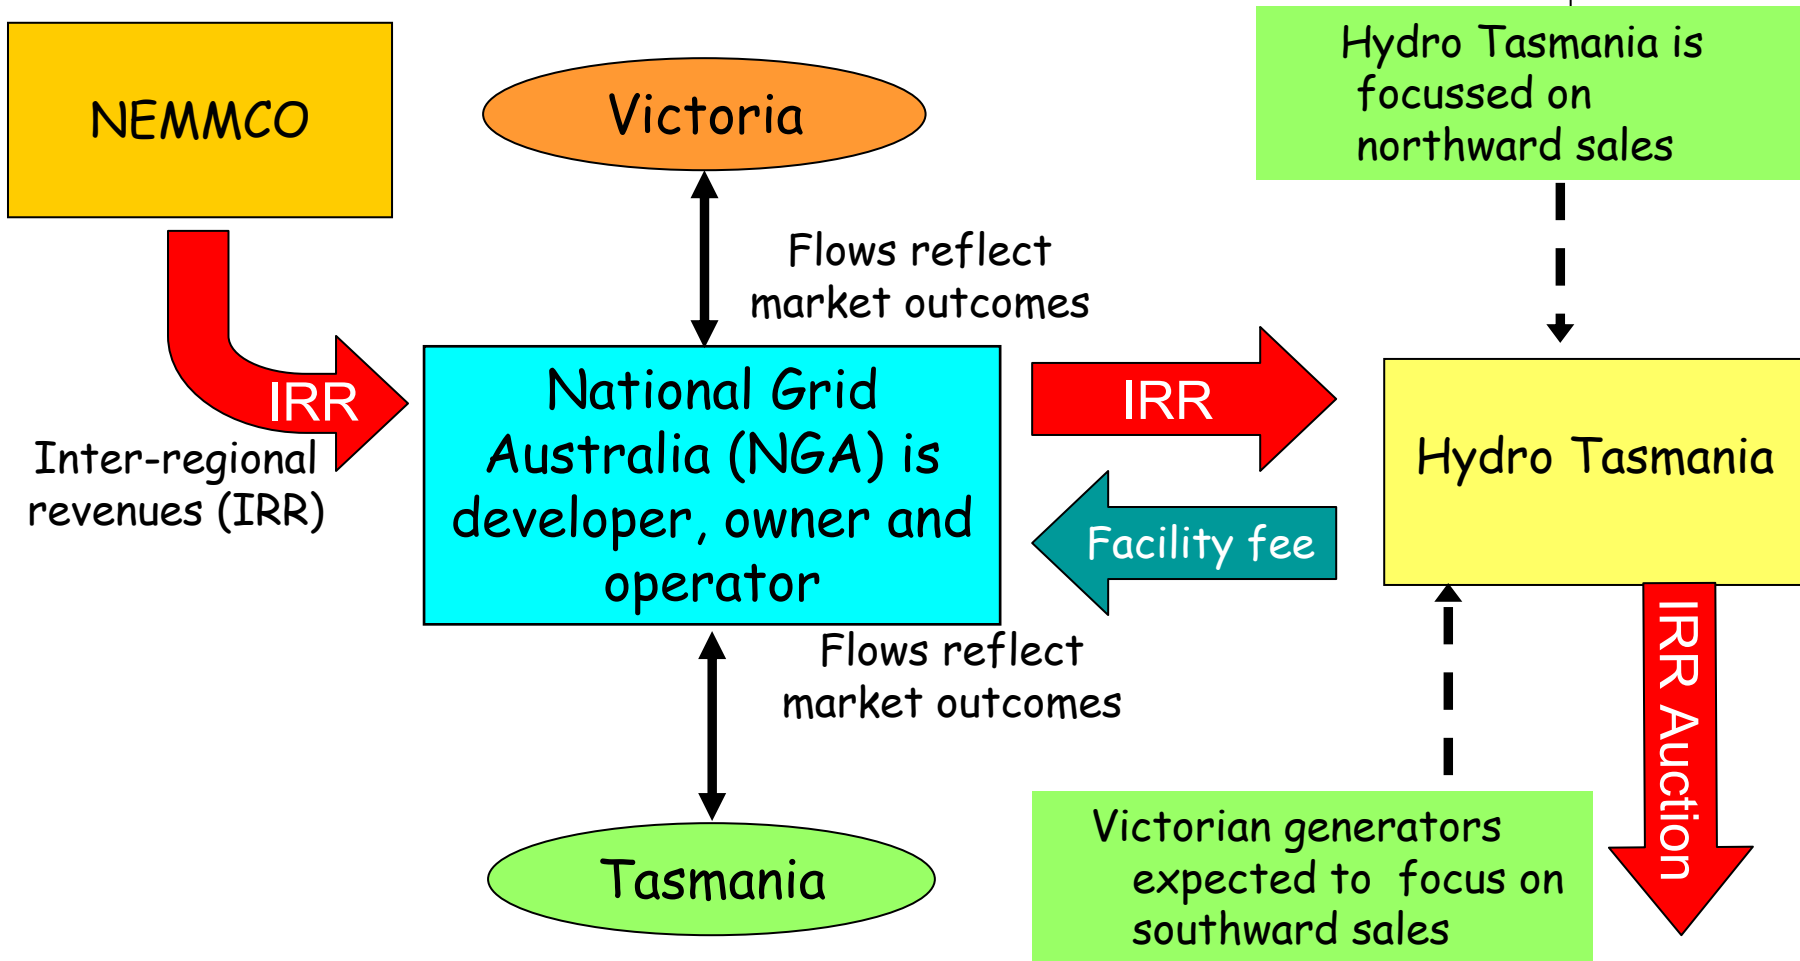 NEMMCO
Victoria
Hydro Tasmania is
focussed on
northward sales
Flows reflect
market outcomes
IRR
Inter-regional
revenues (IRR)
National Grid
Australia (NGA) is
developer, owner and
operator
IRR
Facility fee
Hydro Tasmania
Flows reflect
market outcomes
IRR Auction
Tasmania
Victorian generators
expected to focus on
southward sales